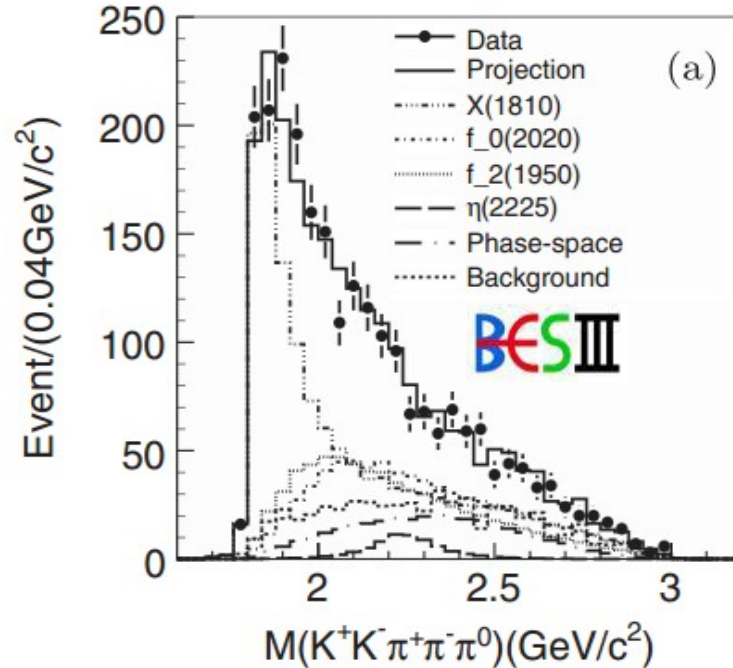 250
200
150
100
50
0
Event/(0.04GeV/c²)
Data
Projection
X(1810)
f_0(2020)
f_2(1950)
η(2225)
Phase-space
Background
(a)
BESIII
2
2.5
3
M(K⁺K⁻π⁺π⁻π⁰)(GeV/c²)